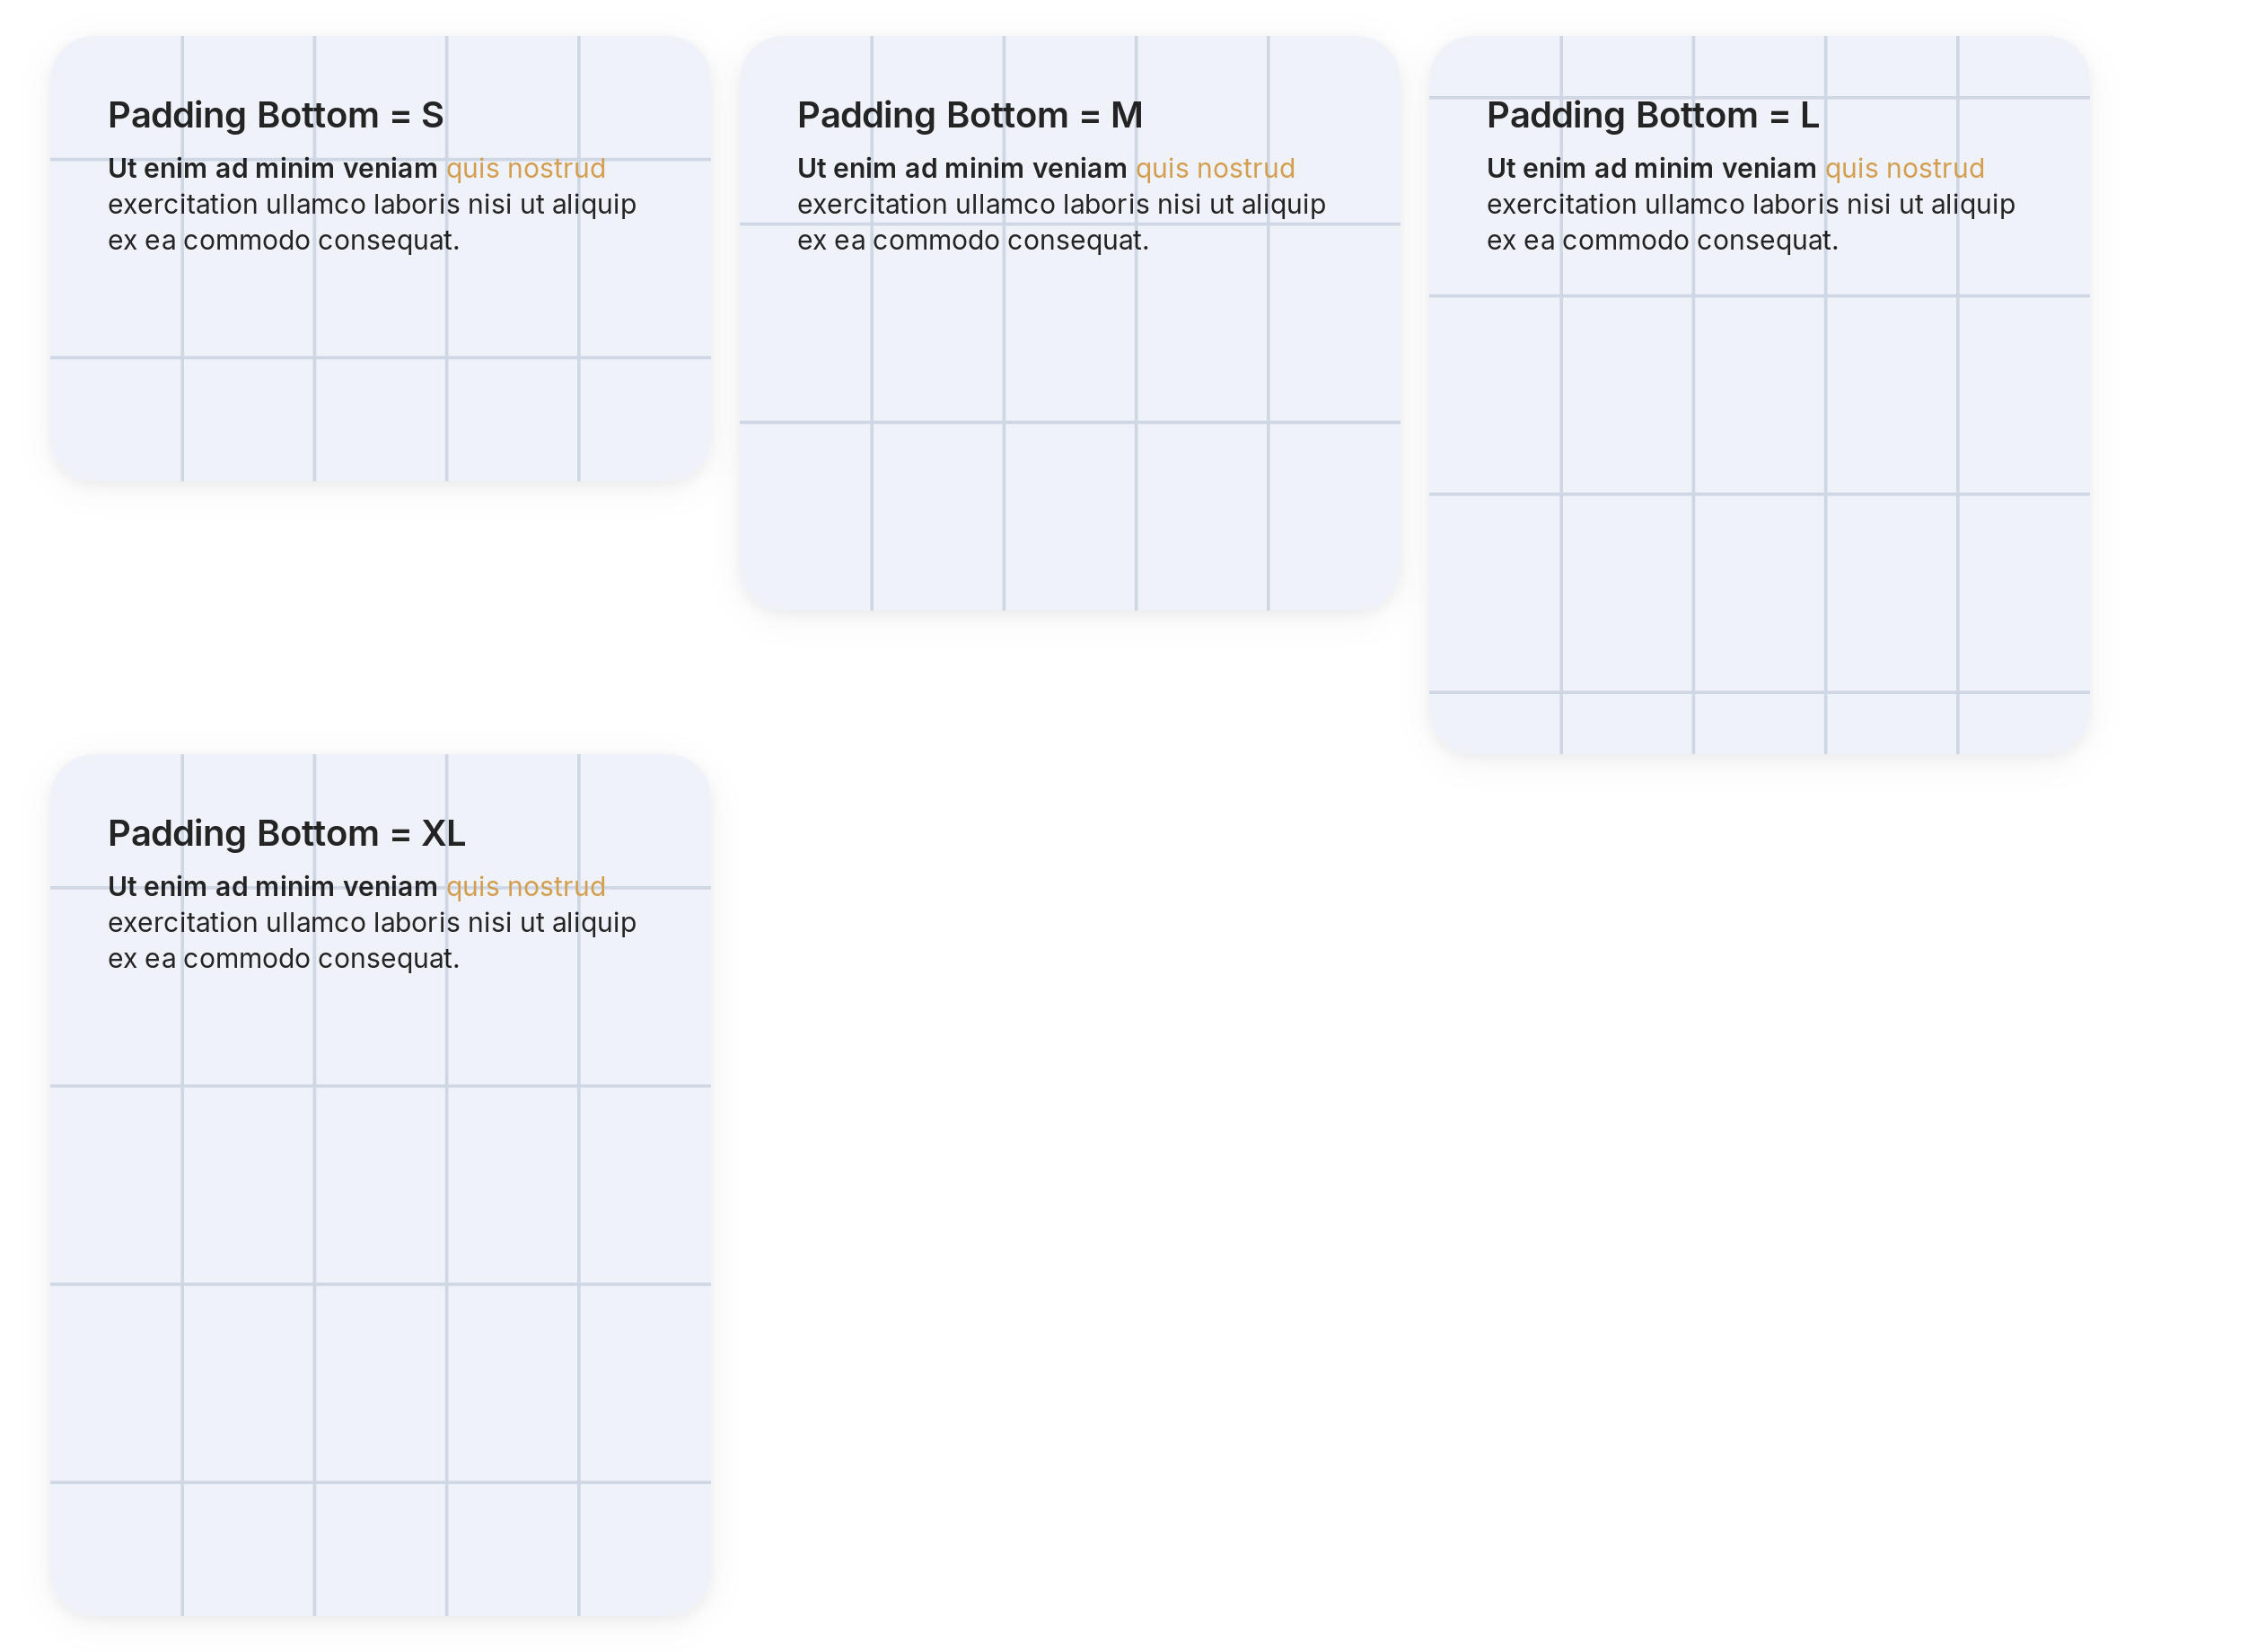 Padding Bottom = S
Ut enim ad minim veniam quis nostrud
exercitation ullamco laboris nisi ut aliquip
ex ea commodo consequat.
Padding Bottom = M
Ut enim ad minim veniam quis nostrud
exercitation ullamco laboris nisi ut aliquip
ex ea commodo consequat.
Padding Bottom = L
Ut enim ad minim veniam quis nostrud
exercitation ullamco laboris nisi ut aliquip
ex ea commodo consequat.
Padding Bottom = XL
Ut enim ad minim veniam quis nostrud
exercitation ullamco laboris nisi ut aliquip
ex ea commodo consequat.